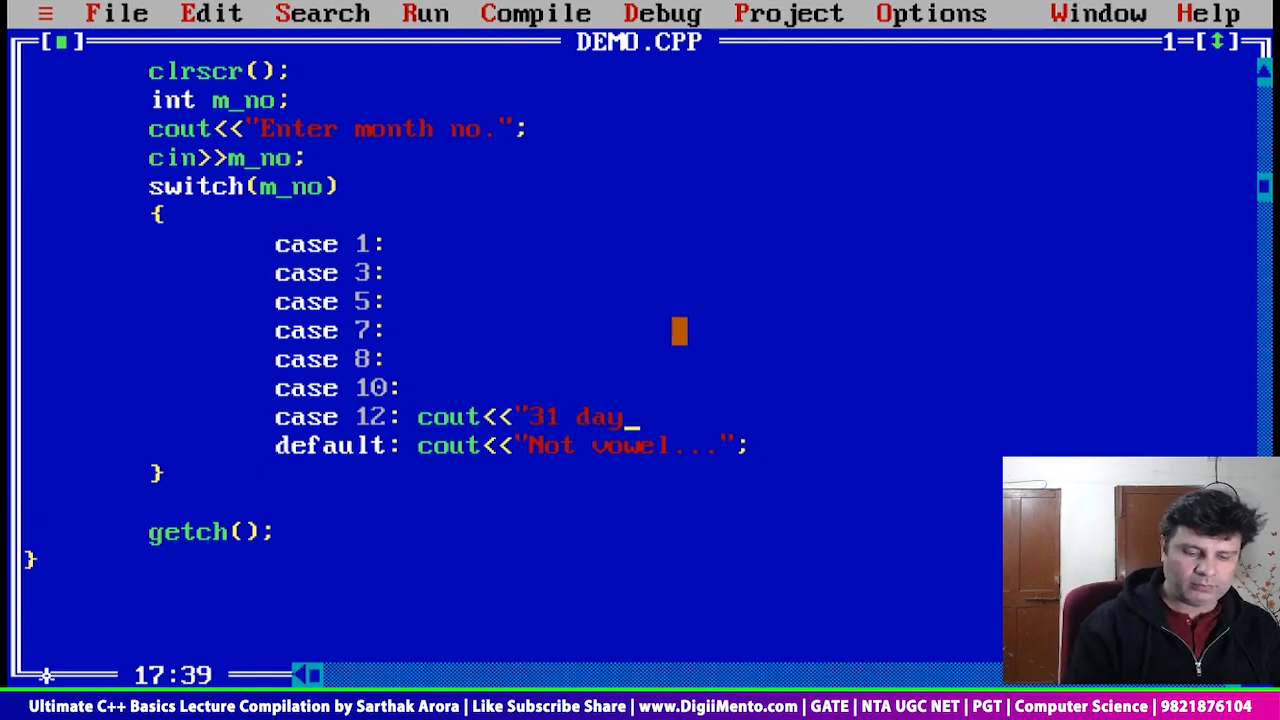 ≡ File Edit Search Run Compile Debug Project Options Window Help
[■] DEMO.CPP 1=[↕]
clrscr();
int m_no;
cout<<"Enter month no.";
cin>>m_no;
switch(m_no)
{
case 1:
case 3:
case 5:
case 7:
case 8:
case 10:
case 12: cout<<"31 day_
default: cout<<"Not vowel...";
}
getch();
}
17:39
Ultimate C++ Basics Lecture Compilation by Sarthak Arora | Like Subscribe Share | www.DigiiMento.com | GATE | NTA UGC NET | PGT | Computer Science | 9821876104